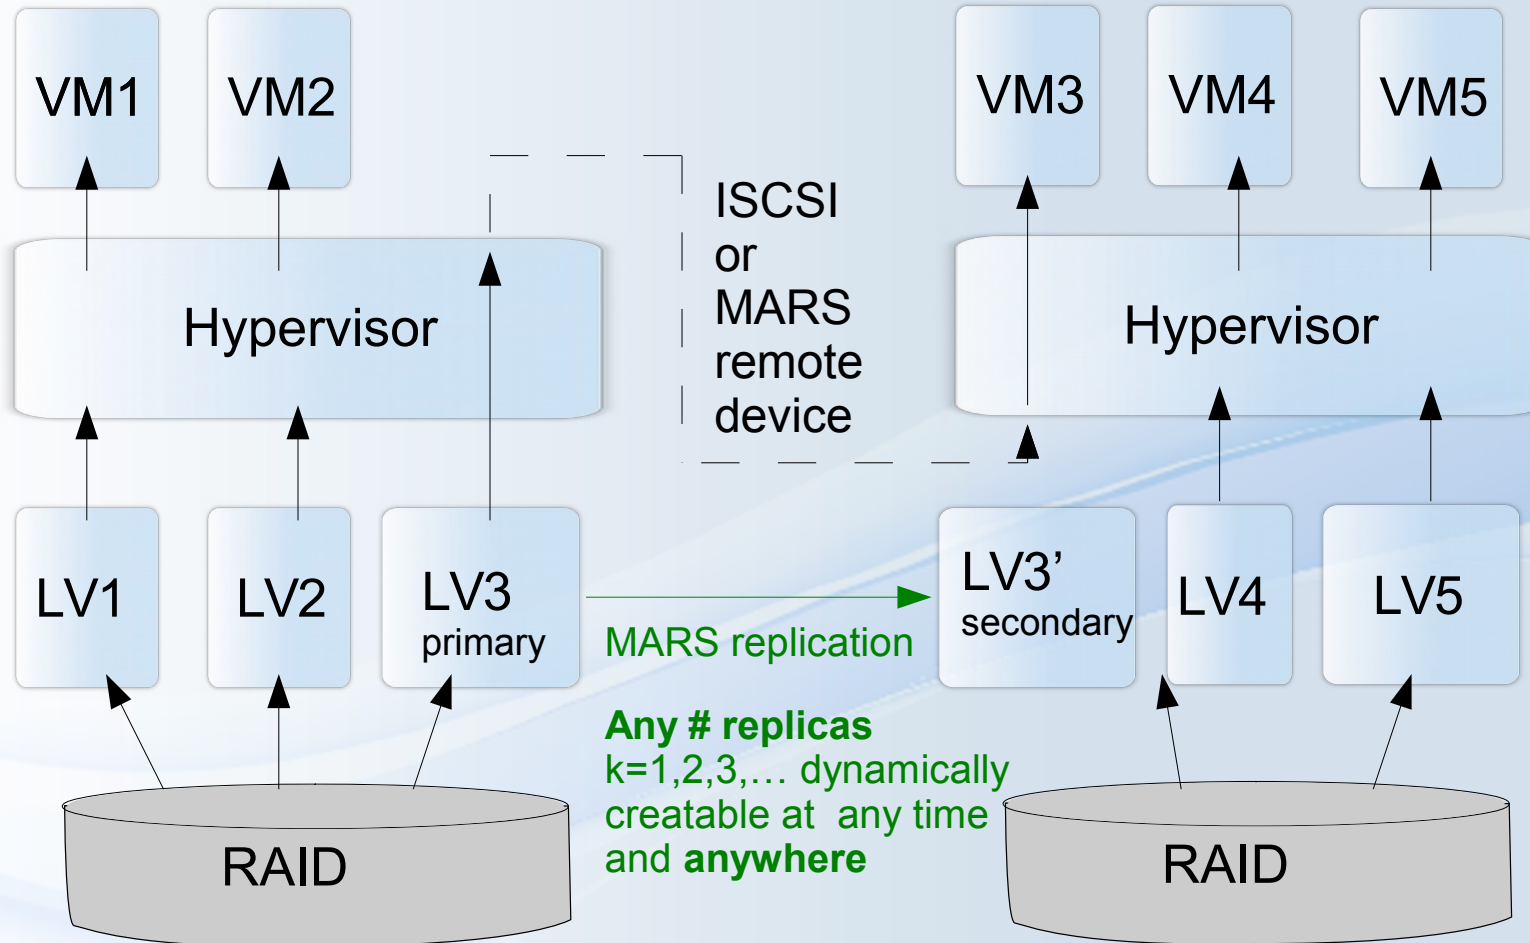 VM1
VM2
VM3
VM4
VM5
ISCSI
or
MARS
remote
device
Hypervisor
Hypervisor
LV1
LV2
LV3
primary
LV3’
secondary
LV4
LV5
MARS replication
Any # replicas
k=1,2,3,… dynamically
creatable at  any time
and anywhere
RAID
RAID